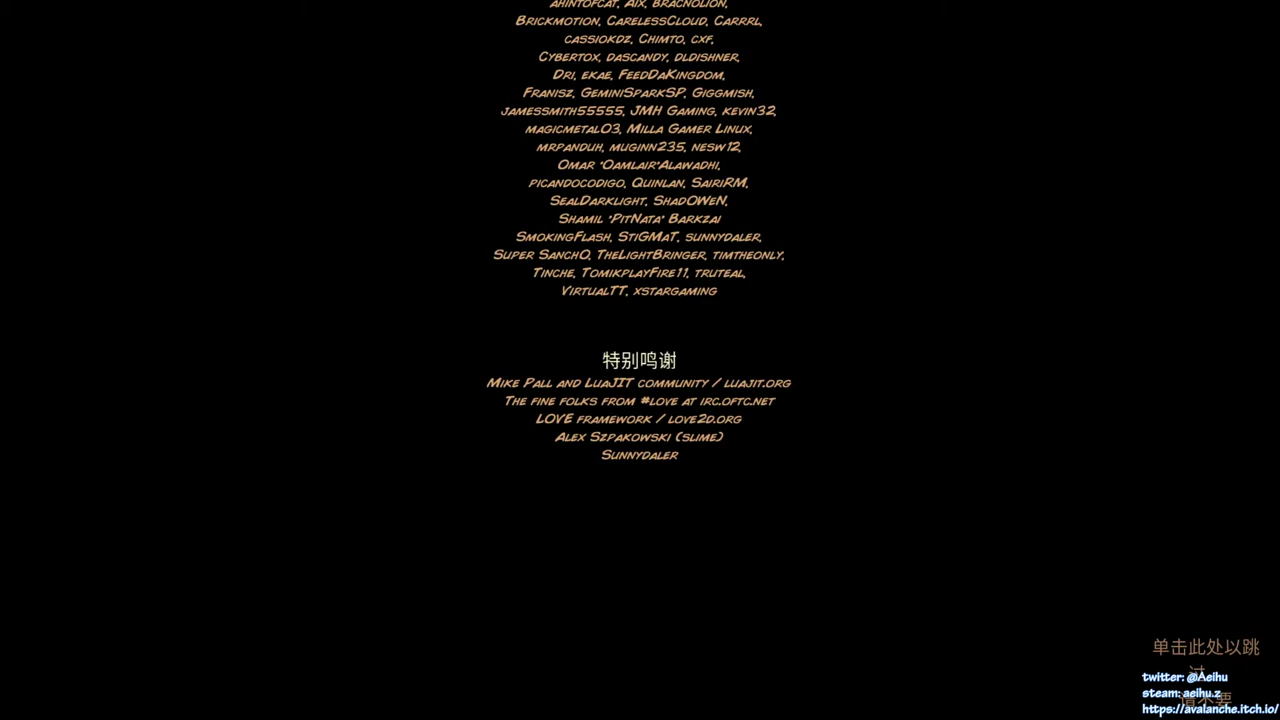 ahintofcat, Aix, bracnolion,
Brickmotion, CarelessCloud, Carrrl,
cassiokdz, Chimto, cxf,
Cybertox, dascandy, dldishner,
Dri, ekae, FeedDaKingdom,
Franisz, GeminiSparkSP, Giggmish,
jamessmith55555, JMH Gaming, kevin32,
magicmetal03, Milla Gamer Linux,
mrpanduh, muginn235, nesw12,
Omar "Oamlair"Alawadhi,
picandocodigo, Quinlan, SairiRM,
SealDarklight, ShadOWeN,
Shamil "PitNata" Barkzai
SmokingFlash, StiGMaT, sunnydaler,
Super SanchO, TheLightBringer, timtheonly,
Tinche, TomikplayFire11, truteal,
VirtualTT, xstargaming
特别鸣谢
Mike Pall and LuaJIT community / luajit.org
The fine folks from #love at irc.oftc.net
LOVE framework / love2d.org
Alex Szpakowski (slime)
Sunnydaler
单击此处以跳
过
twitter: @Aeihu
steam: aeihu.z
https://avalanche.itch.io/